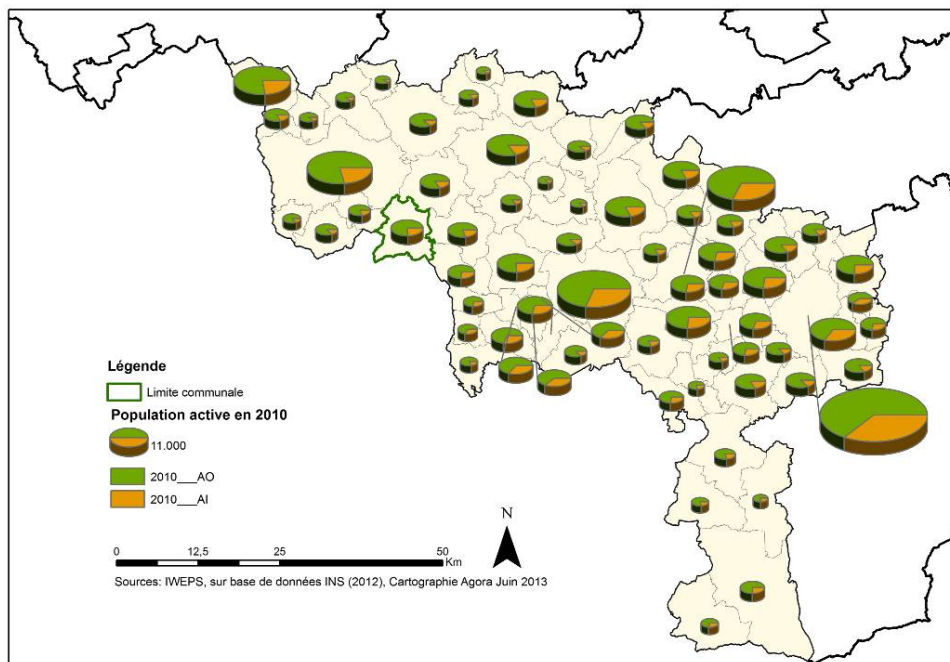 Légende
Limite communale
Population active en 2010
11.000
2010___AO
2010___AI
N
0 12,5 25 50
Km
Sources: IWEPS, sur base de données INS (2012), Cartographie Agora Juin 2013